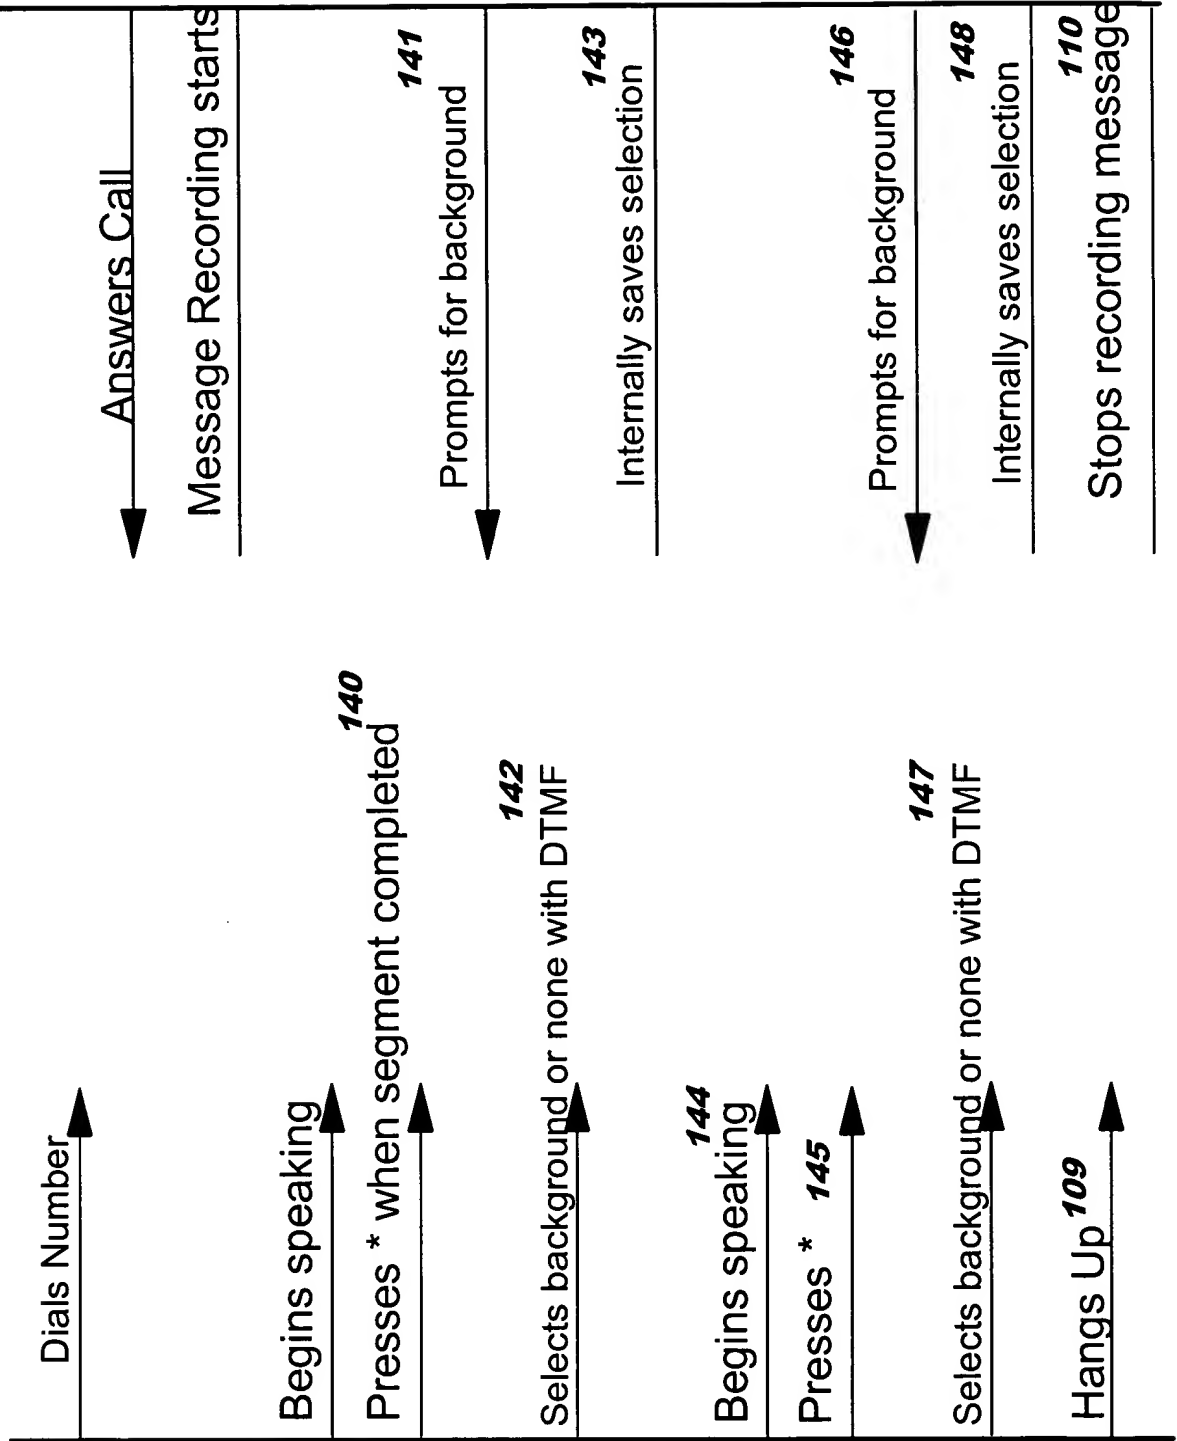 Dials Number
Answers Call
Message Recording starts
Begins speaking
140
Presses * when segment completed
141
Prompts for background
142
Selects background or none with DTMF
143
Internally saves selection
144
Begins speaking
Presses * 145
146
Prompts for background
147
Selects background or none with DTMF
148
Internally saves selection
Hangs Up 109
110
Stops recording message